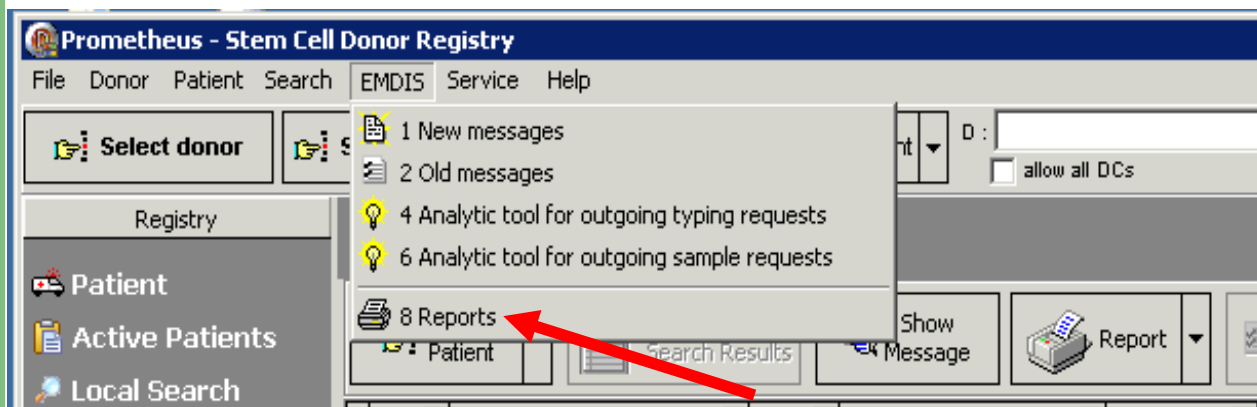 Prometheus - Stem Cell Donor Registry
File Donor Patient Search EMDIS Service Help
Select donor
D :
allow all DCs
1 New messages
2 Old messages
4 Analytic tool for outgoing typing requests
6 Analytic tool for outgoing sample requests
8 Reports
Registry
Patient
Active Patients
Local Search
Patient
Search Results
Show
Message
Report